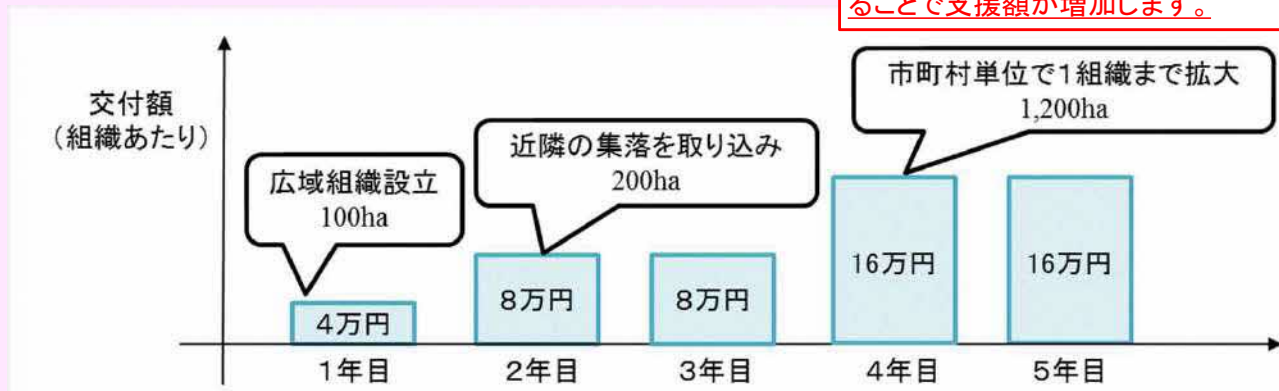 ることで支援額が増加します。
交付額
(組織あたり)
広域組織設立
100ha
近隣の集落を取り込み
200ha
市町村単位で1組織まで拡大
1,200ha
4万円
8万円
8万円
16万円
16万円
1年目
2年目
3年目
4年目
5年目